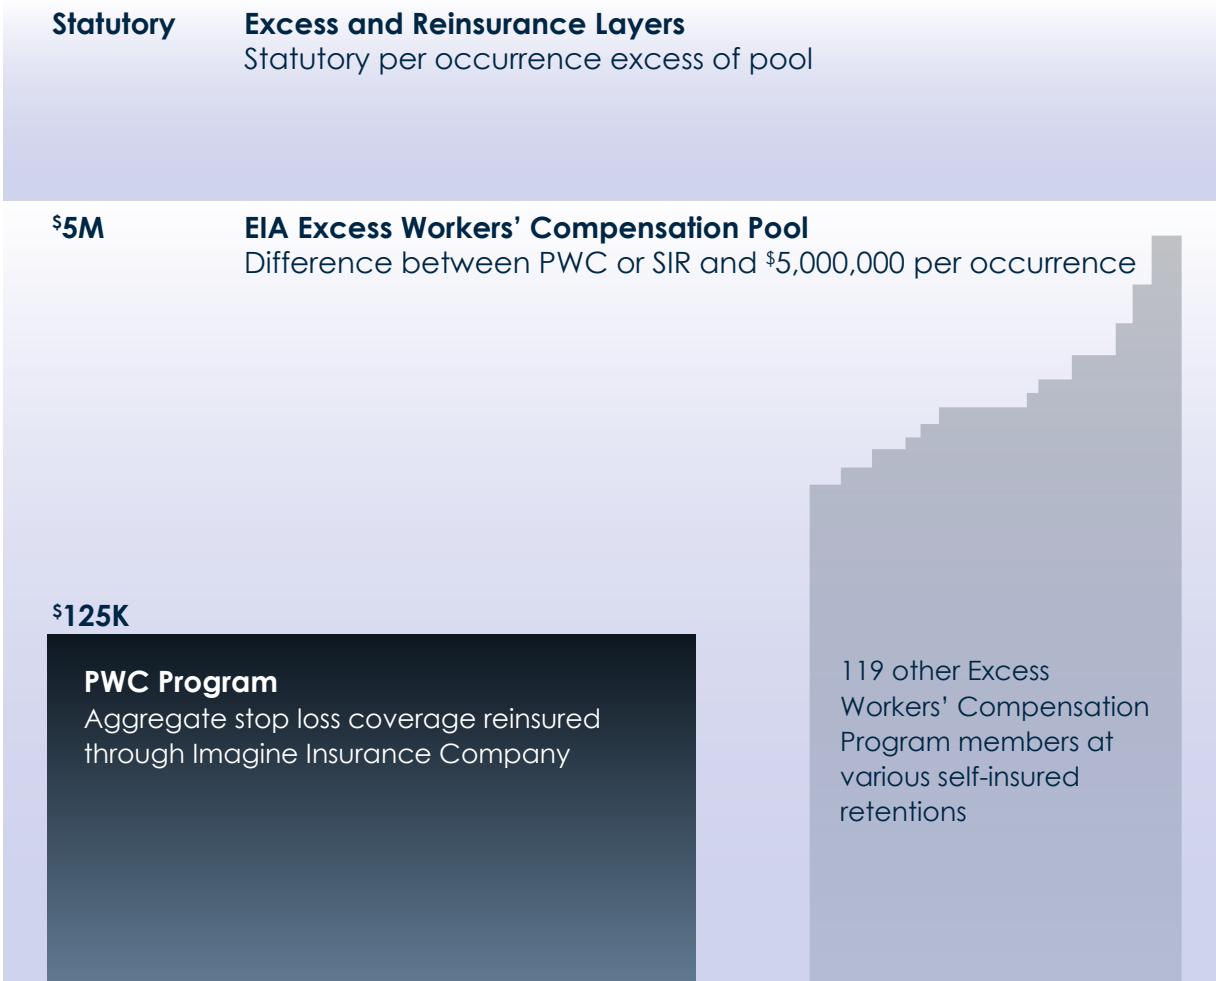 Statutory Excess and Reinsurance Layers
Statutory per occurrence excess of pool
$5M EIA Excess Workers’ Compensation Pool
Difference between PWC or SIR and $5,000,000 per occurrence
$125K
PWC Program
Aggregate stop loss coverage reinsured
through Imagine Insurance Company
119 other Excess
Workers’ Compensation
Program members at
various self-insured
retentions